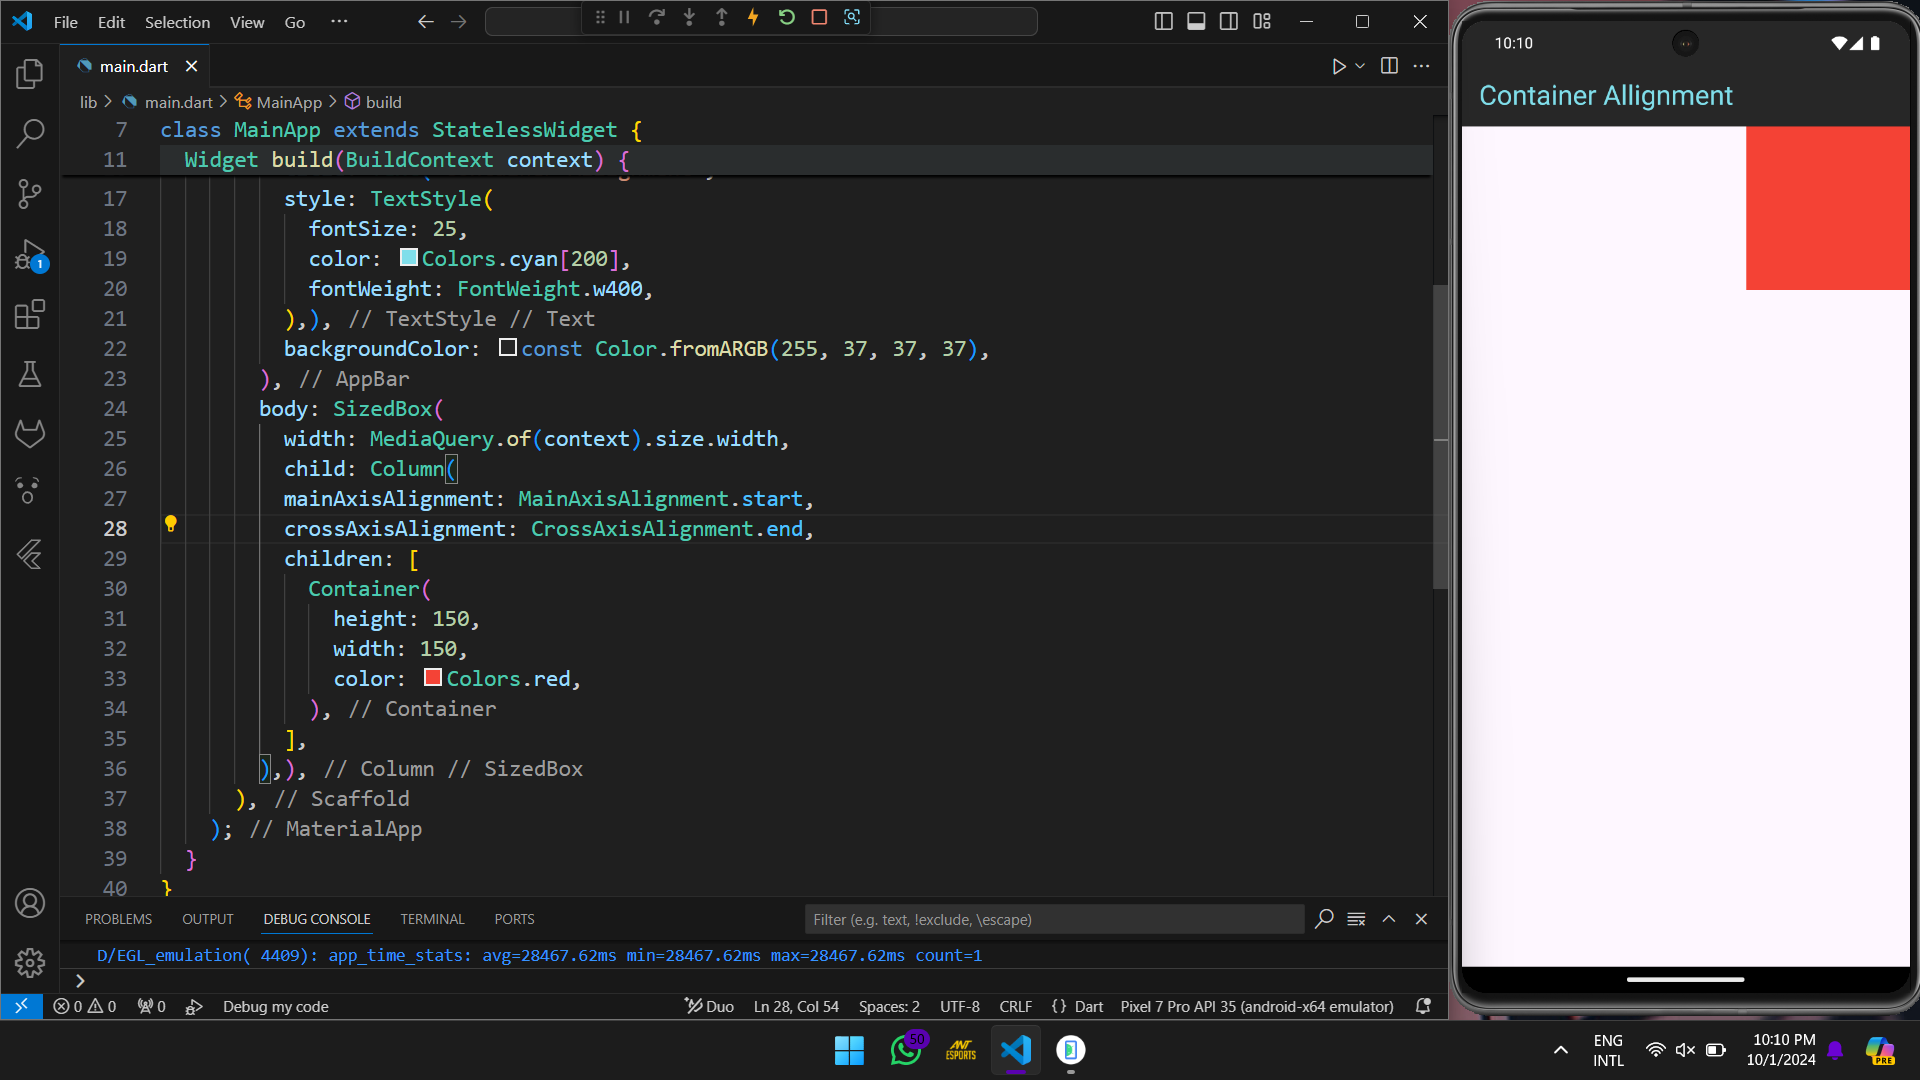 File Edit Selection View Go ···
main.dart
lib > main.dart > MainApp > build
7 class MainApp extends StatelessWidget {
11 Widget build(BuildContext context) {
17 style: TextStyle(
18 fontSize: 25,
19 color: Colors.cyan[200],
20 fontWeight: FontWeight.w400,
21 ),), // TextStyle // Text
22 backgroundColor: const Color.fromARGB(255, 37, 37, 37),
23 ), // AppBar
24 body: SizedBox(
25 width: MediaQuery.of(context).size.width,
26 child: Column(
27 mainAxisAlignment: MainAxisAlignment.start,
28 crossAxisAlignment: CrossAxisAlignment.end,
29 children: [
30 Container(
31 height: 150,
32 width: 150,
33 color: Colors.red,
34 ), // Container
35 ],
36 ),), // Column // SizedBox
37 ), // Scaffold
38 ); // MaterialApp
39 }
40 }
1
PROBLEMS OUTPUT DEBUG CONSOLE TERMINAL PORTS Filter (e.g. text, !exclude, \escape)
D/EGL_emulation( 4409): app_time_stats: avg=28467.62ms min=28467.62ms max=28467.62ms count=1
>
0 0 0 Debug my code Duo Ln 28, Col 54 Spaces: 2 UTF-8 CRLF {} Dart Pixel 7 Pro API 35 (android-x64 emulator)
10:10
Container Allignment
50
ANT ESPORTS
ENG
INTL
10:10 PM
10/1/2024
PRE